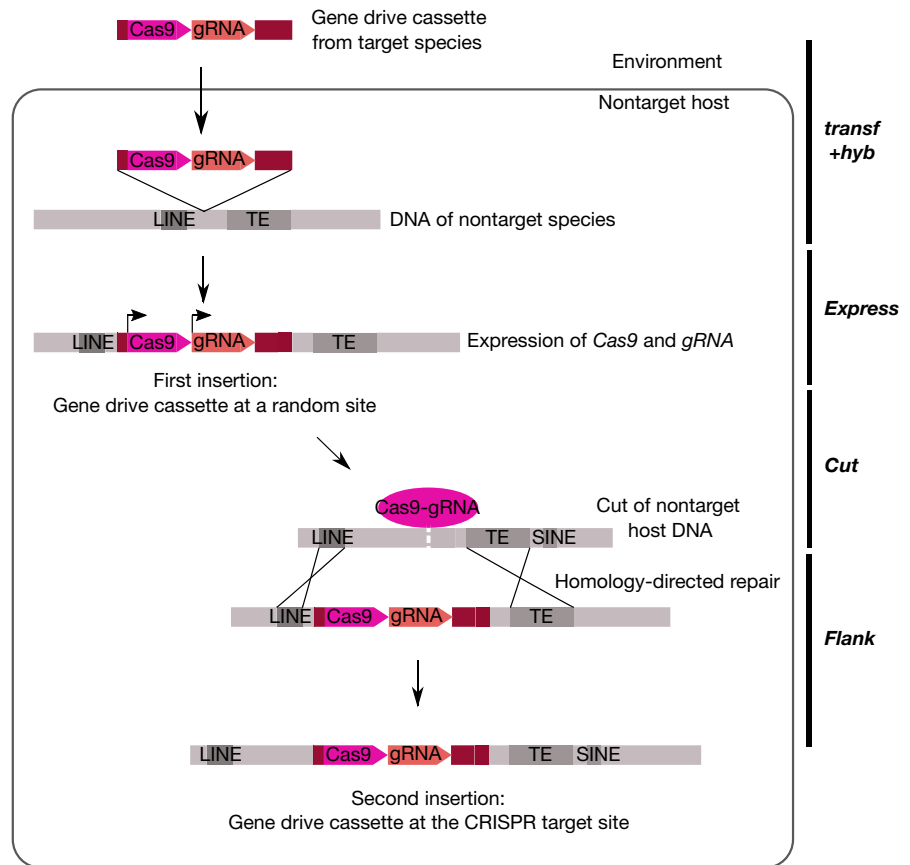 Cas9 gRNA
Gene drive cassette
from target species
Environment
Nontarget host
transf
+hyb
Cas9 gRNA
LINE TE
DNA of nontarget species
Express
LINE Cas9 gRNA TE
Expression of Cas9 and gRNA
First insertion:
Gene drive cassette at a random site
Cut
Cas9-gRNA
Cut of nontarget
host DNA
LINE TE SINE
Homology-directed repair
LINE Cas9 gRNA TE
Flank
LINE Cas9 gRNA TE SINE
Second insertion:
Gene drive cassette at the CRISPR target site